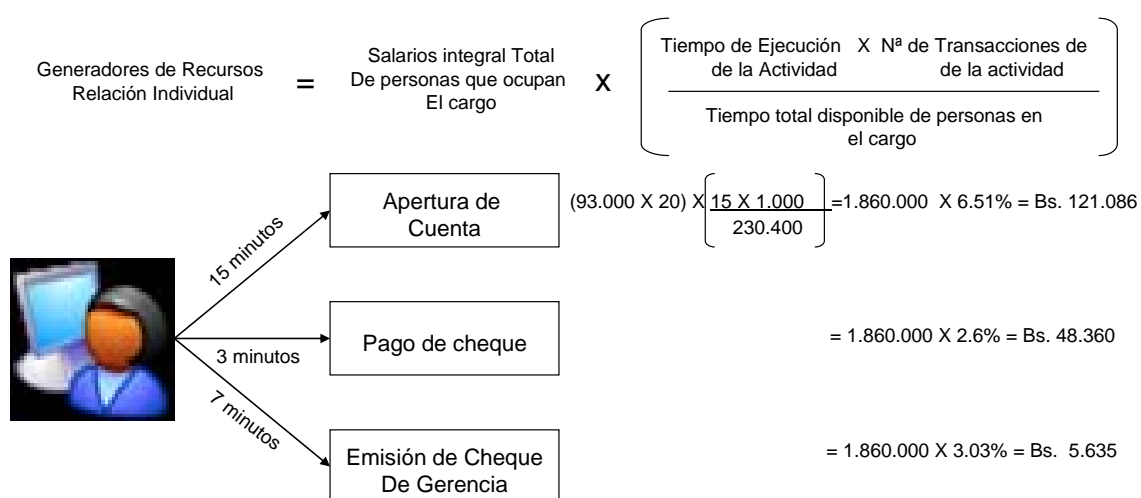 Generadores de Recursos
Relación Individual
=
Salarios integral Total
De personas que ocupan
El cargo
X
Tiempo de Ejecución X Nª de Transacciones de
de la Actividad de la actividad
Tiempo total disponible de personas en
el cargo
15 minutos
Apertura de
Cuenta
(93.000 X 20) X 15 X 1.000 =1.860.000 X 6.51% = Bs. 121.086
230.400
3 minutos
Pago de cheque
= 1.860.000 X 2.6% = Bs. 48.360
7 minutos
Emisión de Cheque
De Gerencia
= 1.860.000 X 3.03% = Bs. 5.635